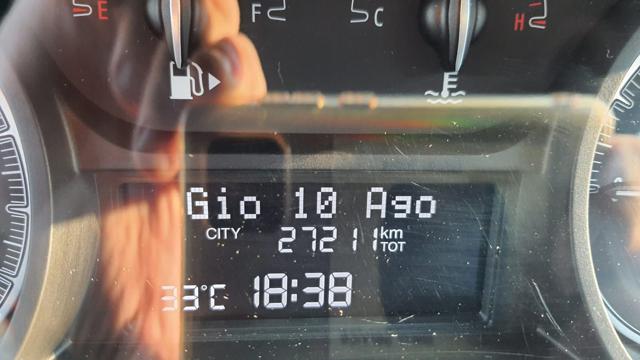 E F C H
Gio 10 Ago
CITY 27211 km TOT
33°C 18:38